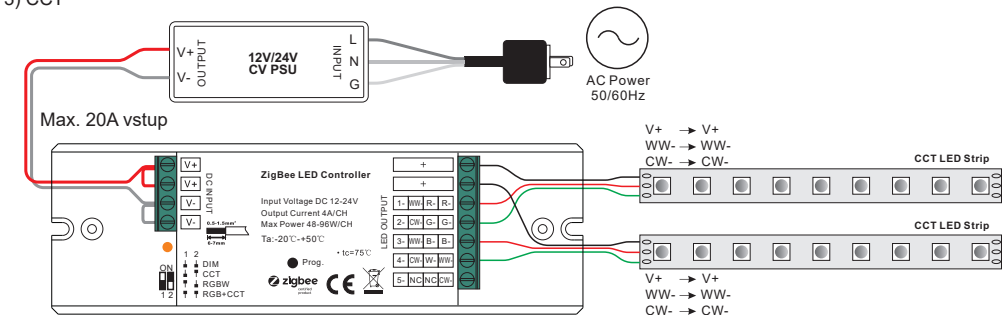 3) CCT
V+
V-
OUTPUT
12V/24V
CV PSU
INPUT
L
N
G
AC Power
50/60Hz
Max. 20A vstup
V+ → V+
WW- → WW-
CW- → CW-
CCT LED Strip
V+
V+
V-
V-
DC INPUT
0.5-1.5mm²
6-7mm
ZigBee LED Controller
Input Voltage DC 12-24V
Output Current 4A/CH
Max Power 48-96W/CH
Ta:-20℃-+50℃
• tc=75℃
Prog.
zigbee
certified
product
CE
ON
1 2
1 2
DIM
CCT
RGBW
RGB+CCT
LED OUTPUT
+
+
1- WW- R- R-
2- CW- G- G-
3- WW- B- B-
4- CW- W- WW-
5- NC NC CW-
CCT LED Strip
V+ → V+
WW- → WW-
CW- → CW-